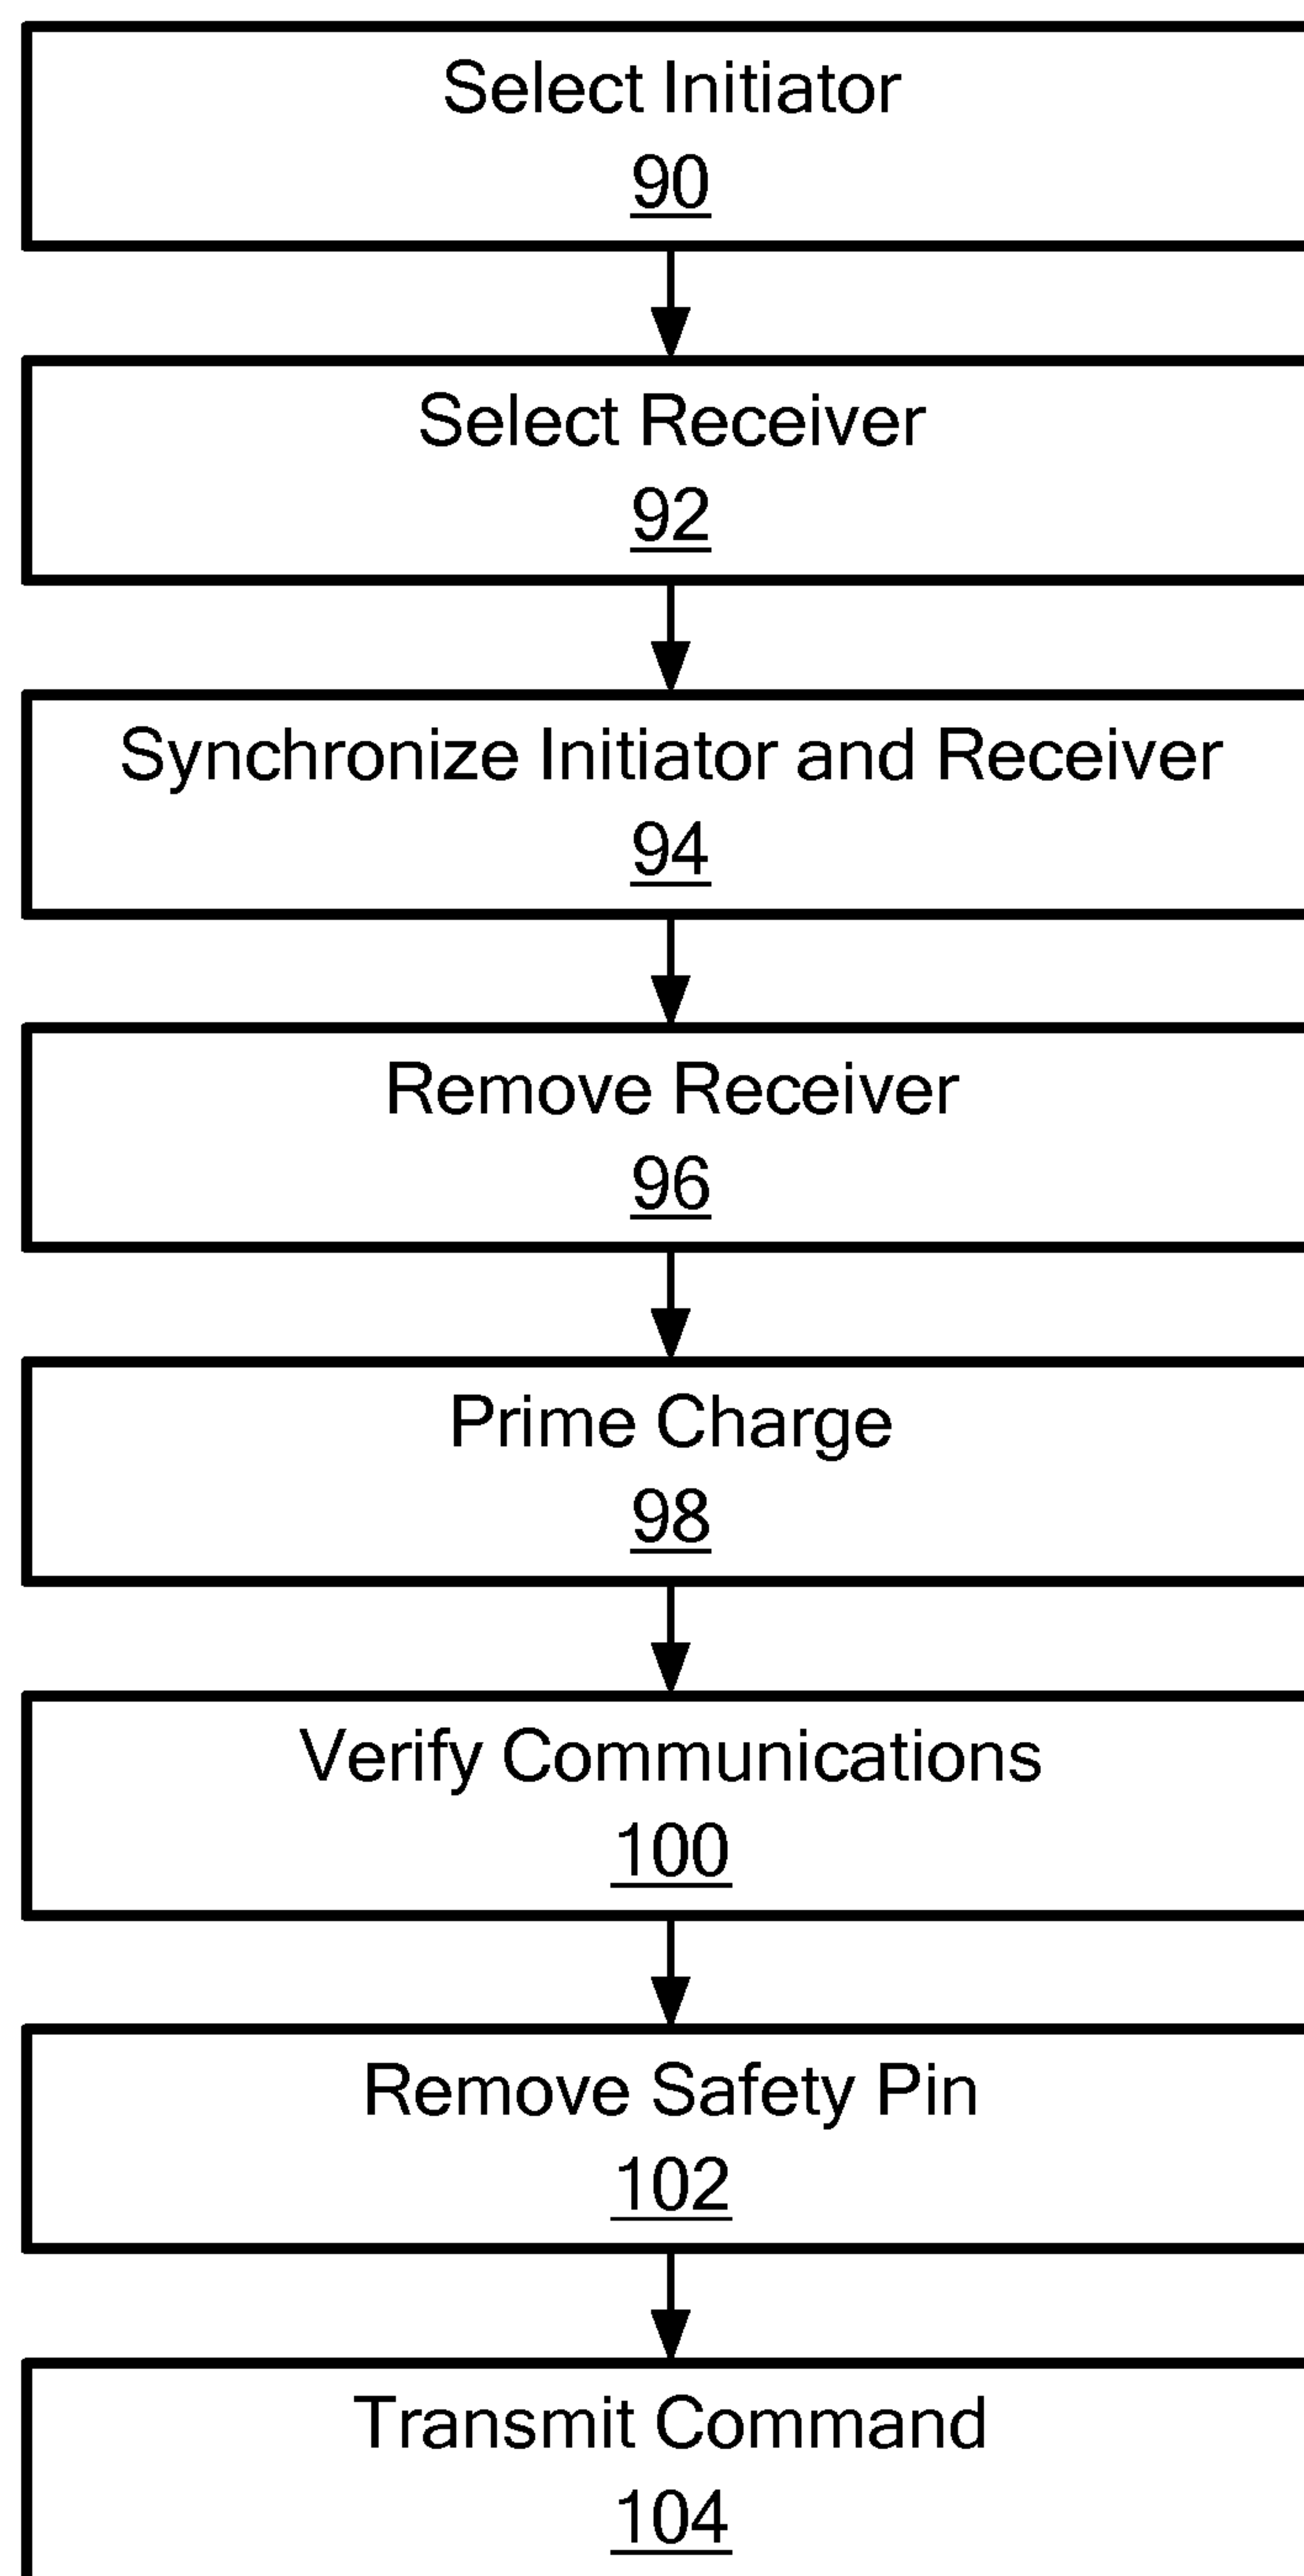 Select Initiator
90
Select Receiver
92
Synchronize Initiator and Receiver
94
Remove Receiver
96
Prime Charge
98
Verify Communications
100
Remove Safety Pin
102
Transmit Command
104